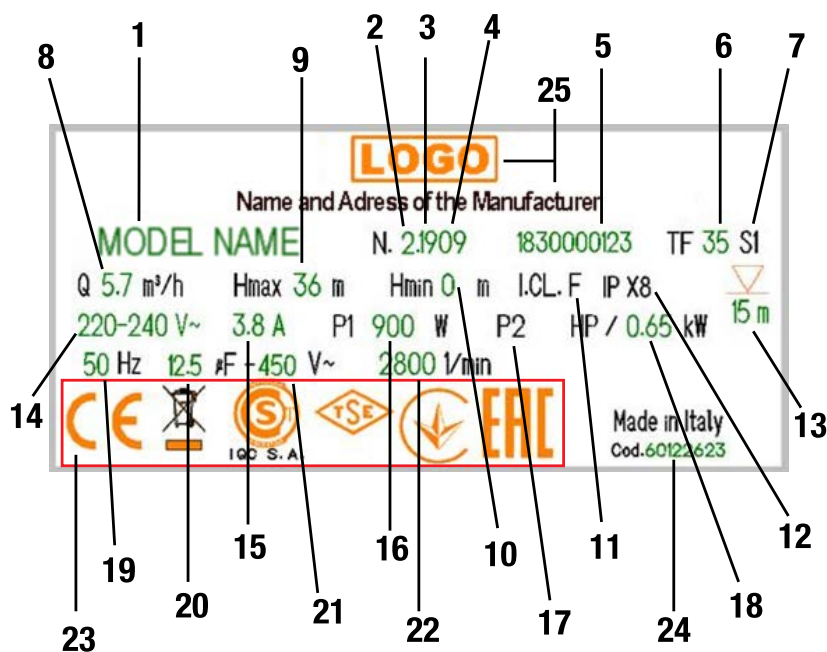 1 2 3 4 5 6 7
8 9 25
LOGO
Name and Adress of the Manufacturer
MODEL NAME N. 2.1909 1830000123 TF 35 S1
Q 5.7 m³/h Hmax 36 m Hmin 0 m I.CL. F IP X8
220-240 V~ 3.8 A P1 900 W P2 HP / 0.65 kW 15 m
50 Hz 12.5 µF - 450 V~ 2800 1/min
CE S TSE EAC
IQC S.A.
Made in Italy
Cod.60122623
14 13
19 15 16 10 11 12
23 20 21 22 17 24 18